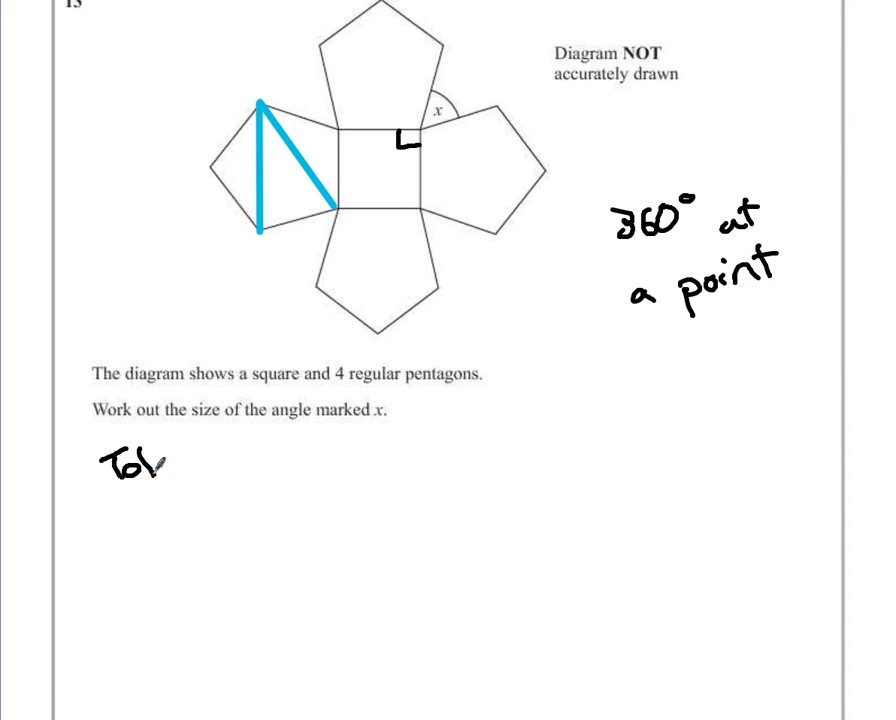 13
Diagram NOT
accurately drawn
x
360° at
a point
The diagram shows a square and 4 regular pentagons.
Work out the size of the angle marked x.